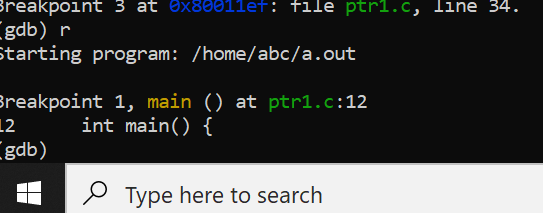 Breakpoint 3 at 0x80011ef: file ptr1.c, line 34.
(gdb) r
Starting program: /home/abc/a.out
Breakpoint 1, main () at ptr1.c:12
12 int main() {
(gdb)
Type here to search